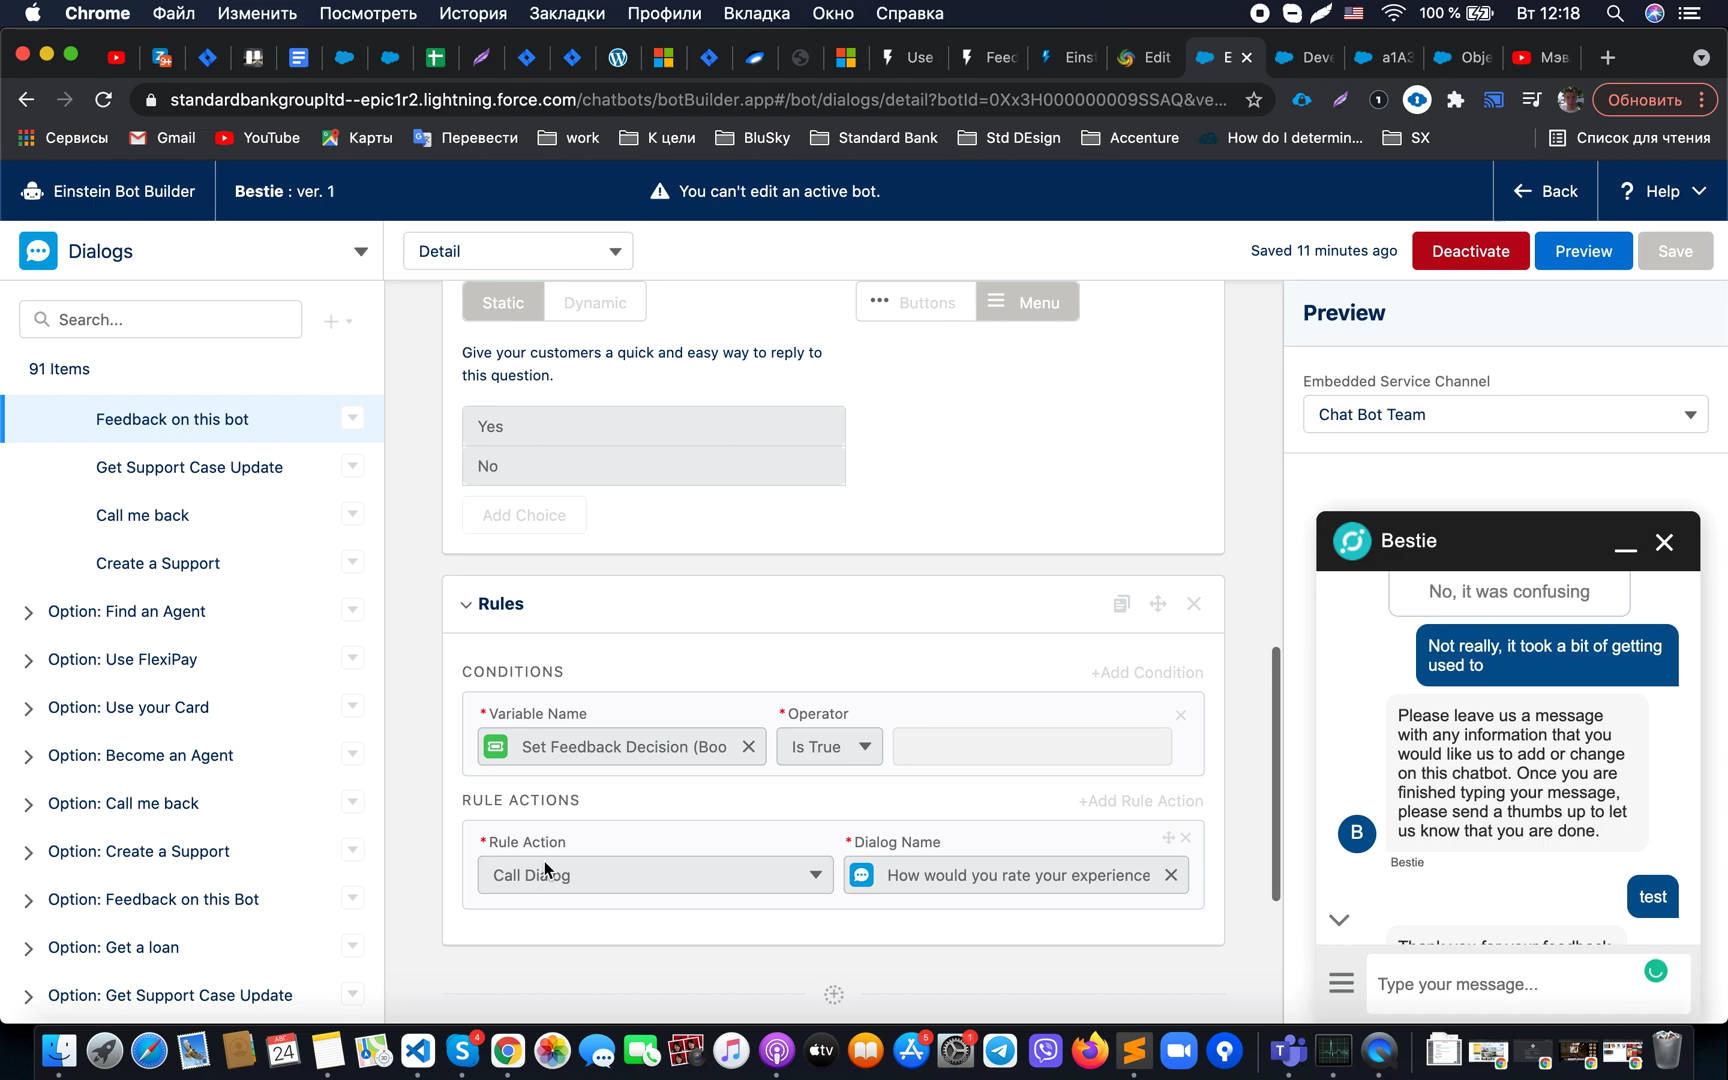 Chrome Файл Изменить Посмотреть История Закладки Профили Вкладка Окно Справка 100 % Вт 12:18
Use Feed Einst Edit E Deve a1A3 Obje Мэв
standardbankgroupltd--epic1r2.lightning.force.com/chatbots/botBuilder.app#/bot/dialogs/detail?botId=0Xx3H000000009SSAQ&ve... Обновить
Сервисы Gmail YouTube Карты Перевести work К цели BluSky Standard Bank Std DEsign Accenture How do I determin... SX Список для чтения
Einstein Bot Builder Bestie : ver. 1 You can't edit an active bot. Back ? Help
Dialogs Detail Saved 11 minutes ago Deactivate Preview Save
Search...
91 Items
Feedback on this bot
Get Support Case Update
Call me back
Create a Support
Option: Find an Agent
Option: Use FlexiPay
Option: Use your Card
Option: Become an Agent
Option: Call me back
Option: Create a Support
Option: Feedback on this Bot
Option: Get a loan
Option: Get Support Case Update
Static Dynamic Buttons Menu
Give your customers a quick and easy way to reply to
this question.
Yes
No
Add Choice
Rules
CONDITIONS +Add Condition
*Variable Name *Operator
Set Feedback Decision (Boo Is True
RULE ACTIONS +Add Rule Action
*Rule Action *Dialog Name
Call Dialog How would you rate your experience
Preview
Embedded Service Channel
Chat Bot Team
Bestie
No, it was confusing
Not really, it took a bit of getting
used to
Please leave us a message
with any information that you
would like us to add or change
on this chatbot. Once you are
finished typing your message,
please send a thumbs up to let
us know that you are done.
B
Bestie
test
Type your message...
24 4 tv 5 1